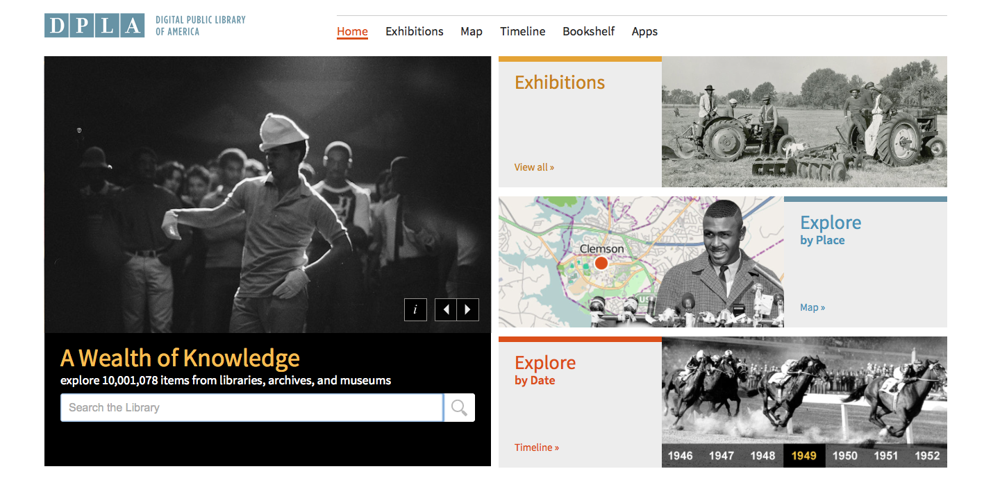 DPLA
DIGITAL PUBLIC LIBRARY
OF AMERICA
Home Exhibitions Map Timeline Bookshelf Apps
i
A Wealth of Knowledge
explore 10,001,078 items from libraries, archives, and museums
Search the Library
Exhibitions
View all »
Clemson
US
Explore
by Place
Map »
Explore
by Date
Timeline »
1946 1947 1948 1949 1950 1951 1952